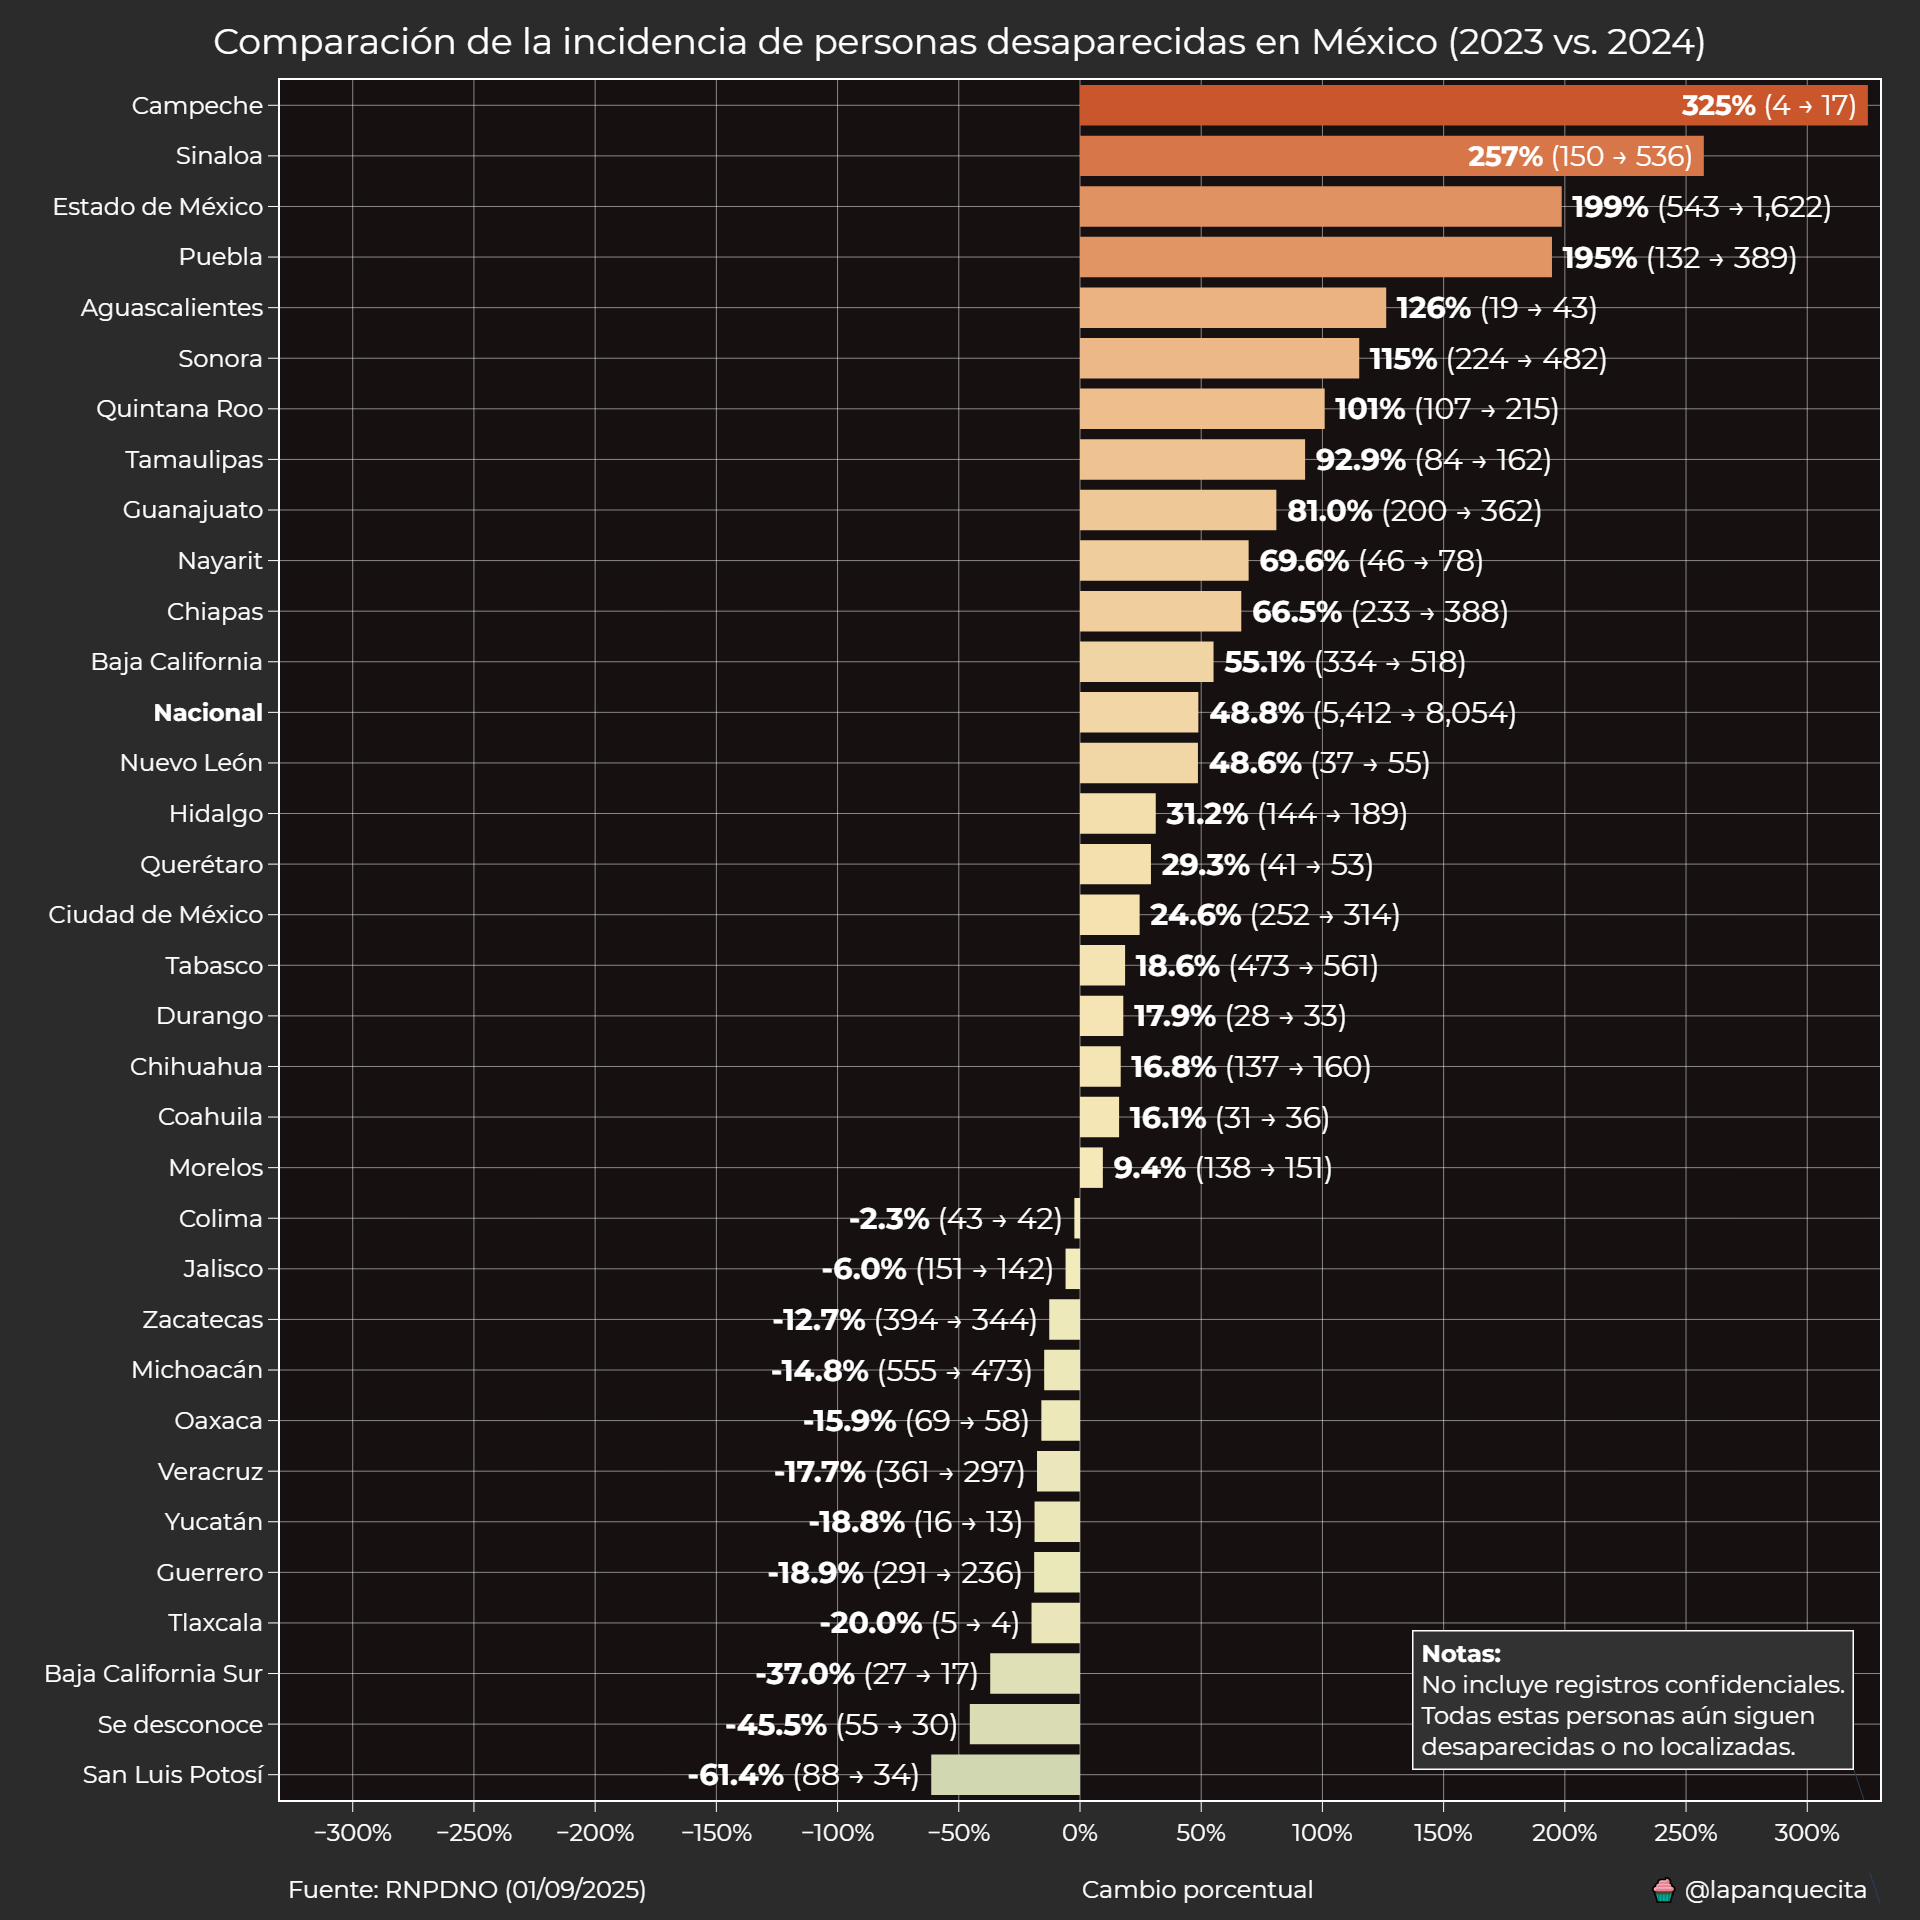 Comparación de la incidencia de personas desaparecidas en México (2023 vs. 2024)
Campeche 325% (4 → 17)
Sinaloa 257% (150 → 536)
Estado de México 199% (543 → 1,622)
Puebla 195% (132 → 389)
Aguascalientes 126% (19 → 43)
Sonora 115% (224 → 482)
Quintana Roo 101% (107 → 215)
Tamaulipas 92.9% (84 → 162)
Guanajuato 81.0% (200 → 362)
Nayarit 69.6% (46 → 78)
Chiapas 66.5% (233 → 388)
Baja California 55.1% (334 → 518)
Nacional 48.8% (5,412 → 8,054)
Nuevo León 48.6% (37 → 55)
Hidalgo 31.2% (144 → 189)
Querétaro 29.3% (41 → 53)
Ciudad de México 24.6% (252 → 314)
Tabasco 18.6% (473 → 561)
Durango 17.9% (28 → 33)
Chihuahua 16.8% (137 → 160)
Coahuila 16.1% (31 → 36)
Morelos 9.4% (138 → 151)
Colima -2.3% (43 → 42)
Jalisco -6.0% (151 → 142)
Zacatecas -12.7% (394 → 344)
Michoacán -14.8% (555 → 473)
Oaxaca -15.9% (69 → 58)
Veracruz -17.7% (361 → 297)
Yucatán -18.8% (16 → 13)
Guerrero -18.9% (291 → 236)
Tlaxcala -20.0% (5 → 4)
Baja California Sur -37.0% (27 → 17)
Se desconoce -45.5% (55 → 30)
San Luis Potosí -61.4% (88 → 34)
Notas:
No incluye registros confidenciales.
Todas estas personas aún siguen
desaparecidas o no localizadas.
−300% −250% −200% −150% −100% −50% 0% 50% 100% 150% 200% 250% 300%
Fuente: RNPDNO (01/09/2025) Cambio porcentual @lapanquecita